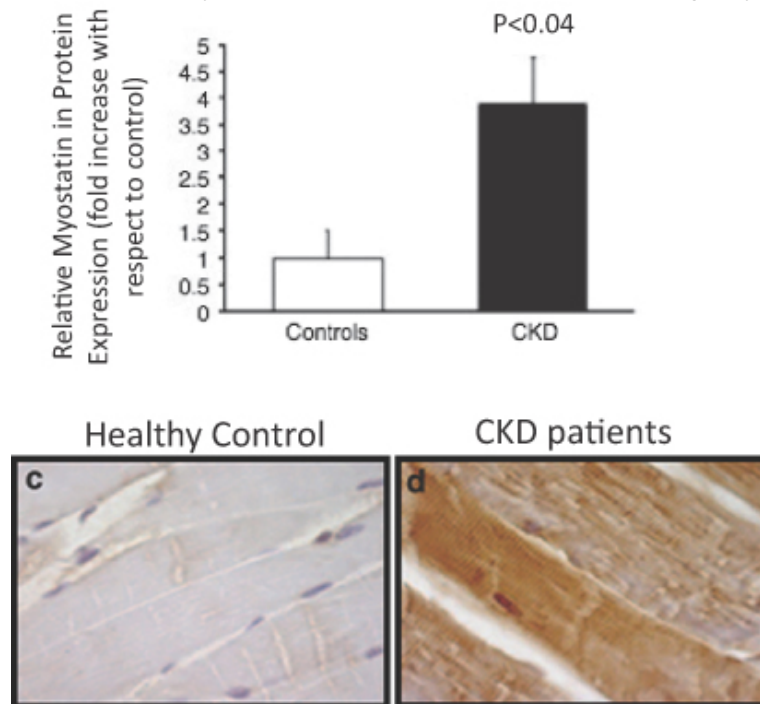 P<0.04
Relative Myostatin in Protein
Expression (fold increase with
respect to control)
5
4.5
4
3.5
3
2.5
2
1.5
1
0.5
0
Controls
CKD
Healthy Control
CKD patients
c
d